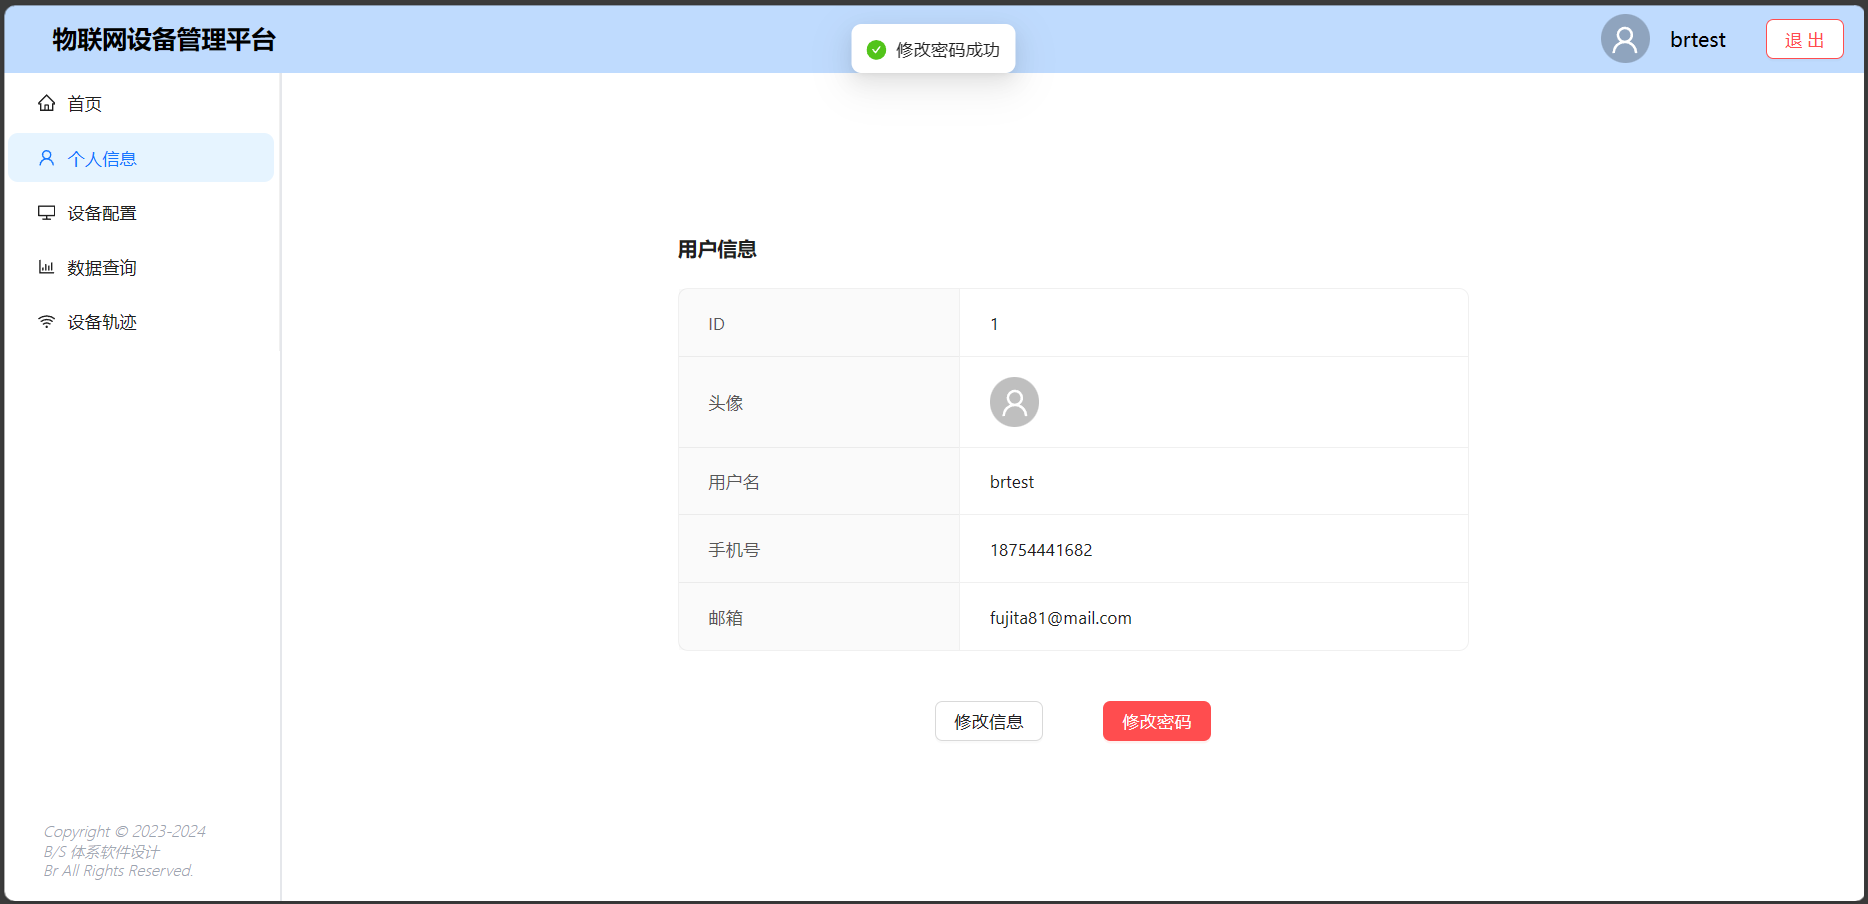 物联网设备管理平台
修改密码成功
brtest
退 出
首页
个人信息
设备配置
数据查询
设备轨迹
用户信息
ID
1
头像
用户名
brtest
手机号
18754441682
邮箱
fujita81@mail.com
修改信息
修改密码
Copyright © 2023-2024
B/S 体系软件设计
Br All Rights Reserved.